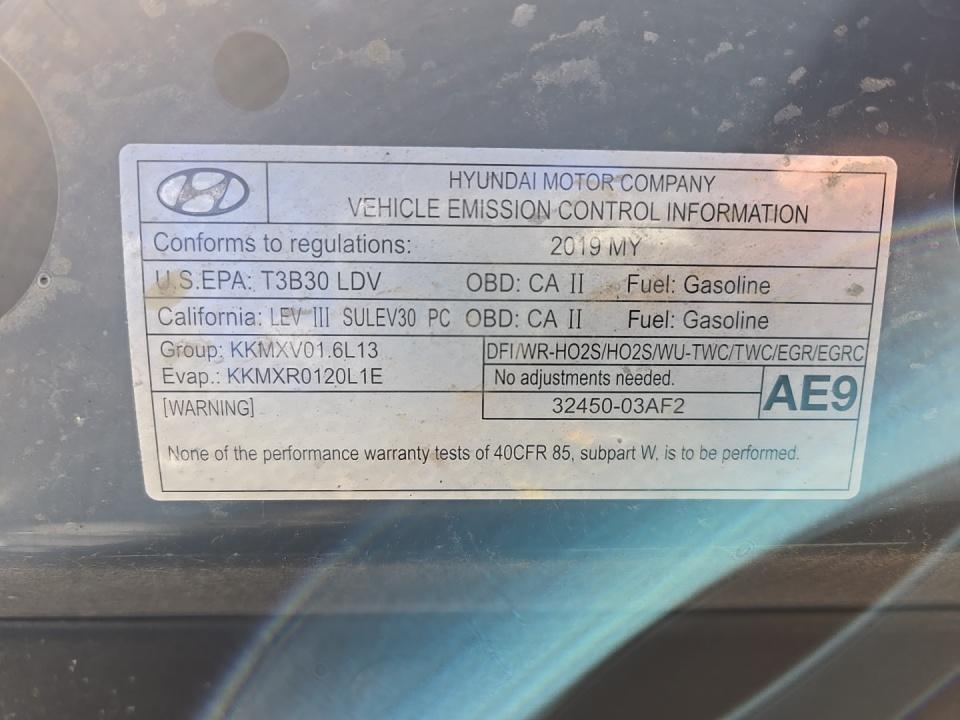 HYUNDAI MOTOR COMPANY
VEHICLE EMISSION CONTROL INFORMATION
Conforms to regulations: 2019 MY
U.S.EPA: T3B30 LDV OBD: CA II Fuel: Gasoline
California: LEV III SULEV30 PC OBD: CA II Fuel: Gasoline
Group: KKMXV01.6L13
Evap.: KKMXR0120L1E
DFI/WR-HO2S/HO2S/WU-TWC/TWC/EGR/EGRC
No adjustments needed.
32450-03AF2
AE9
[WARNING]
None of the performance warranty tests of 40CFR 85, subpart W, is to be performed.